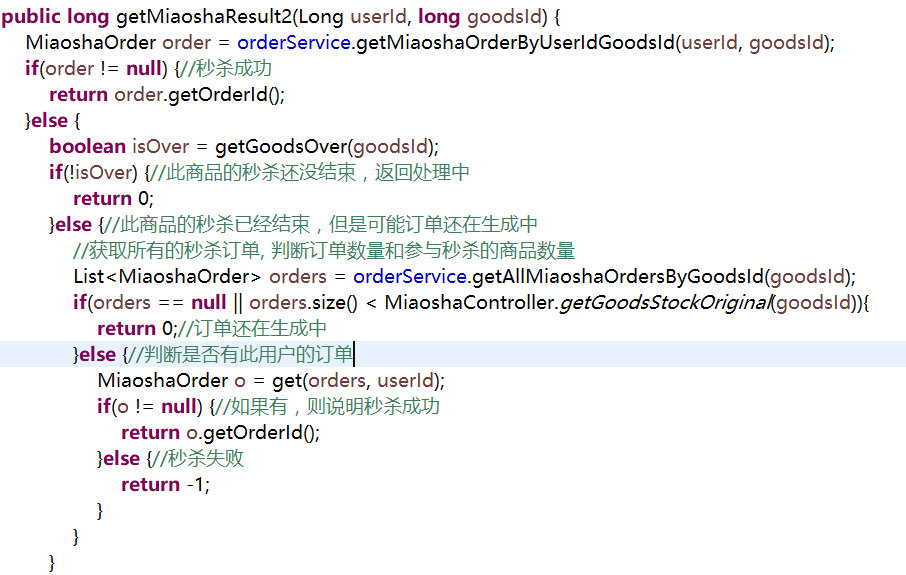 public long getMiaoshaResult2(Long userId, long goodsId) {
MiaoshaOrder order = orderService.getMiaoshaOrderByUserIdGoodsId(userId, goodsId);
if(order != null) {//秒杀成功
return order.getOrderId();
}else {
boolean isOver = getGoodsOver(goodsId);
if(!isOver) {//此商品的秒杀还没结束，返回处理中
return 0;
}else {//此商品的秒杀已经结束，但是可能订单还在生成中
//获取所有的秒杀订单, 判断订单数量和参与秒杀的商品数量
List<MiaoshaOrder> orders = orderService.getAllMiaoshaOrdersByGoodsId(goodsId);
if(orders == null || orders.size() < MiaoshaController.getGoodsStockOriginal(goodsId)){
return 0;//订单还在生成中
}else {//判断是否有此用户的订单
MiaoshaOrder o = get(orders, userId);
if(o != null) {//如果有，则说明秒杀成功
return o.getOrderId();
}else {//秒杀失败
return -1;
}
}
}